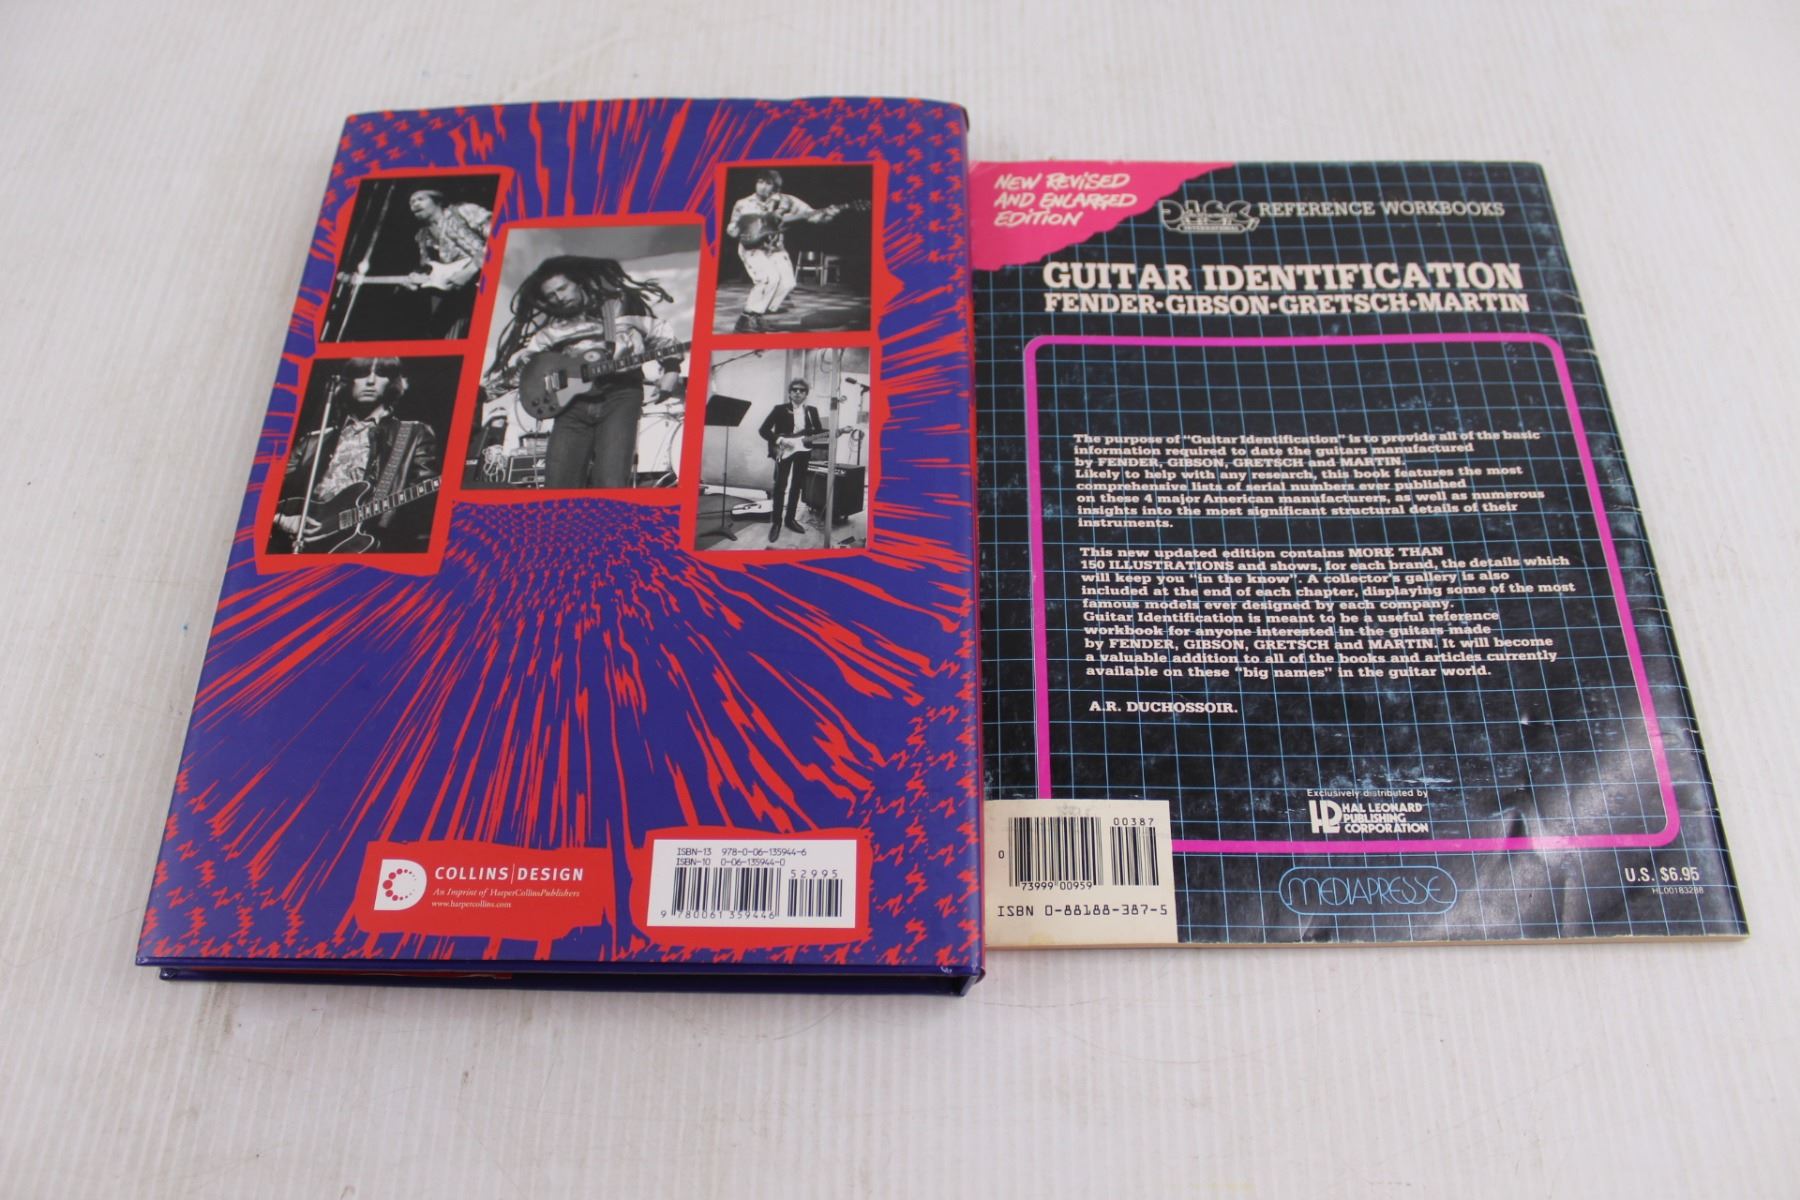 COLLINS DESIGN
An Imprint of HarperCollinsPublishers
www.harpercollins.com
ISBN-13 978-0-06-135944-6
ISBN-10 0-06-135944-0
52995
9 780061 359446
NEW REVISED
AND ENLARGED
EDITION
REFERENCE WORKBOOKS
GUITAR IDENTIFICATION
FENDER•GIBSON•GRETSCH•MARTIN
The purpose of "Guitar Identification" is to provide all of the basic
information required to date the guitars manufactured
by FENDER, GIBSON, GRETSCH and MARTIN.
Likely to help with any research, this book features the most
comprehensive lists of serial numbers ever published
on these 4 major American manufacturers, as well as numerous
insights into the most significant structural details of their
instruments.
This new updated edition contains MORE THAN
150 ILLUSTRATIONS and shows, for each brand, the details which
will keep you "in the know". A collector's gallery is also
included at the end of each chapter, displaying some of the most
famous models ever designed by each company.
Guitar Identification is meant to be a useful reference
workbook for anyone interested in the guitars made
by FENDER, GIBSON, GRETSCH and MARTIN. It will become
a valuable addition to all of the books and articles currently
available on these "big names" in the guitar world.
A.R. DUCHOSSOIR.
Exclusively distributed by
HAL LEONARD
PUBLISHING
CORPORATION
MEDIAPRESSE
U.S. $6.95
HL00183288
00387
0 73999 00959
ISBN 0-88188-387-5